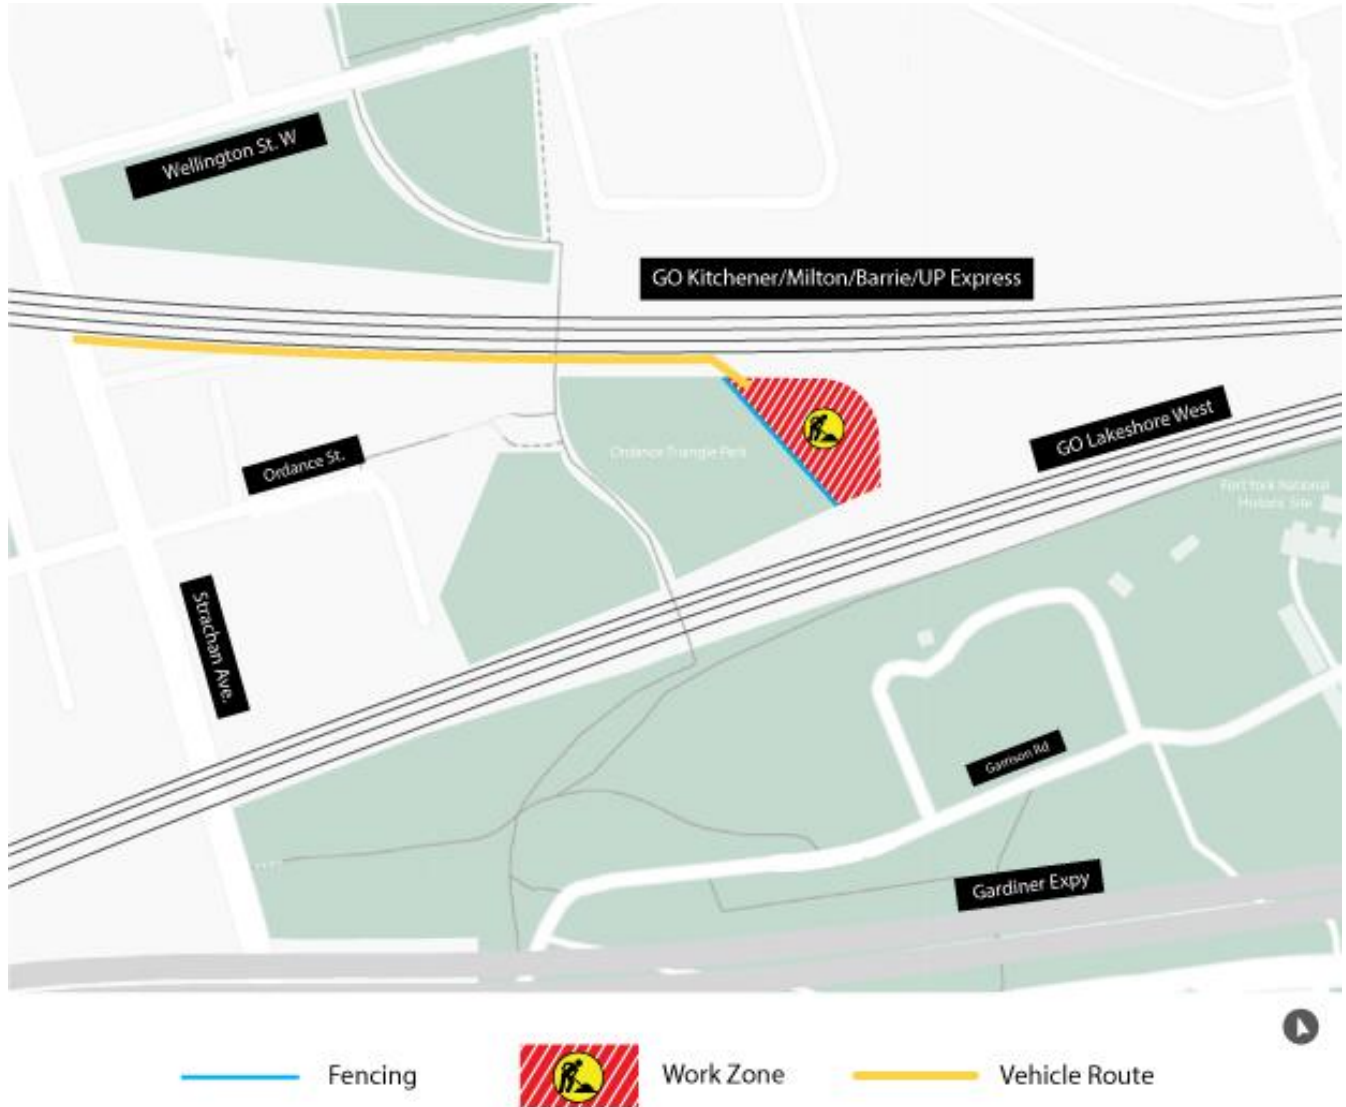 Wellington St. W
GO Kitchener/Milton/Barrie/UP Express
GO Lakeshore West
Ordance St.
Ordance Triangle Park
Fort York National
Historic Site
Strachan Ave.
Garrison Rd
Gardiner Expy
Fencing
Work Zone
Vehicle Route